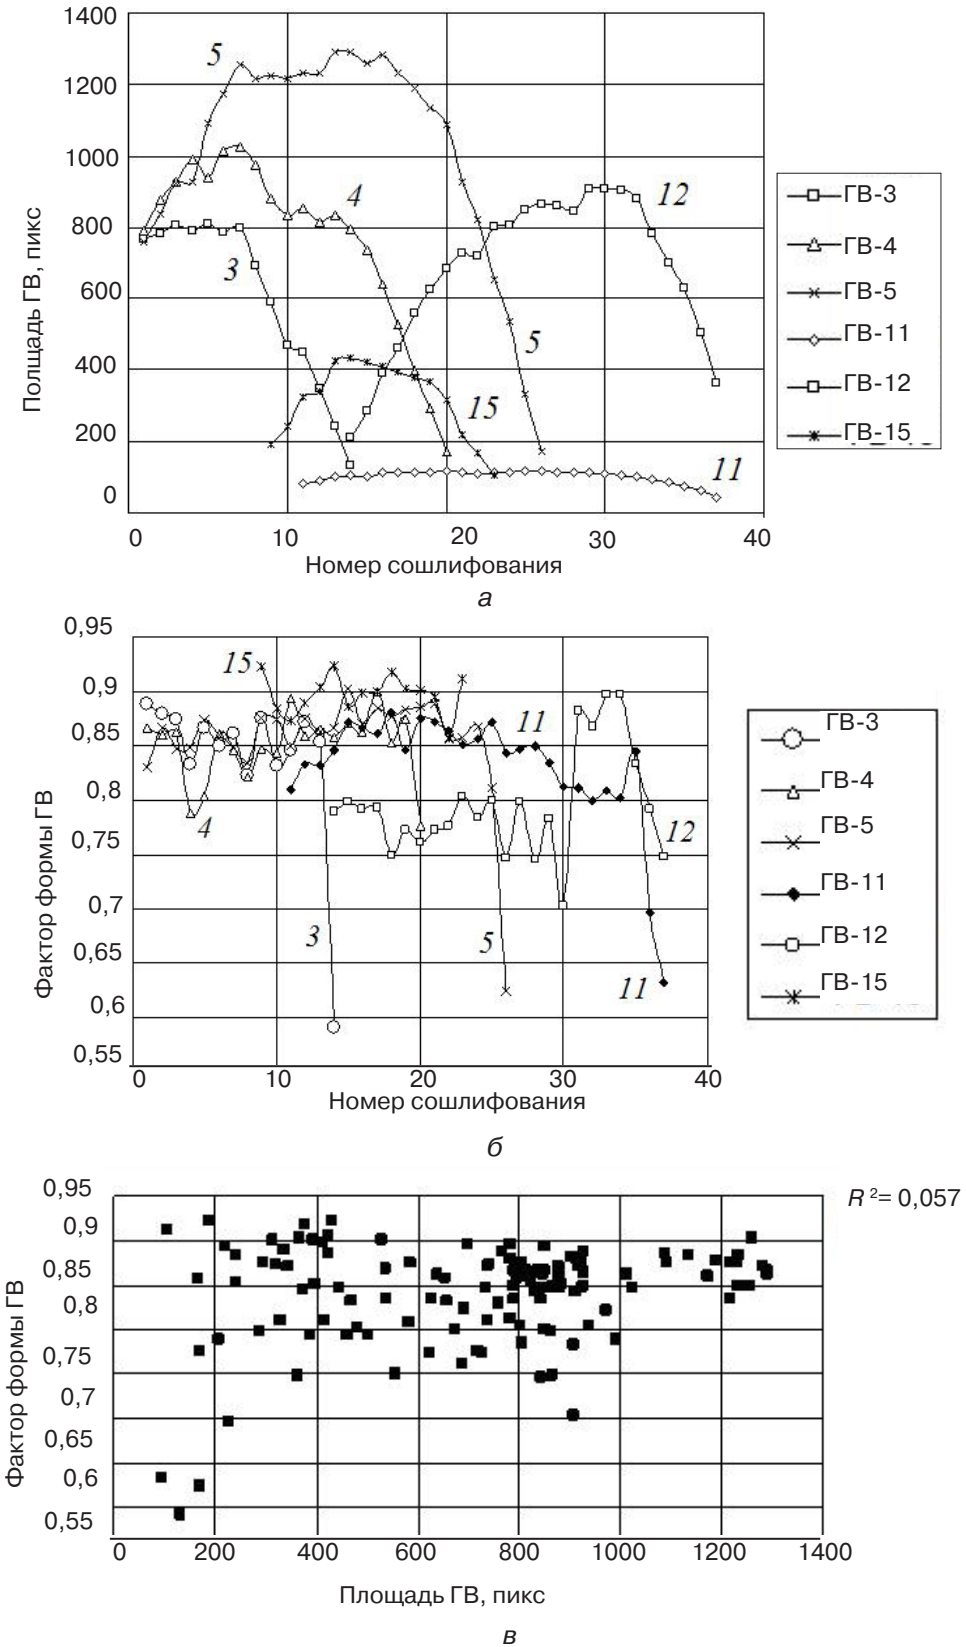 1400
1200
1000
800
600
400
200
0
Полщадь ГВ, пикс
5
4
3
12
5
15
11
0 10 20 30 40
Номер сошлифования
а
ГВ-3
ГВ-4
ГВ-5
ГВ-11
ГВ-12
ГВ-15
0,95
0,9
0,85
0,8
0,75
0,7
0,65
0,6
0,55
Фактор формы ГВ
15
11
4
12
3
5
11
0 10 20 30 40
Номер сошлифования
б
ГВ-3
ГВ-4
ГВ-5
ГВ-11
ГВ-12
ГВ-15
0,95
0,9
0,85
0,8
0,75
0,7
0,65
0,6
0,55
Фактор формы ГВ
R ²= 0,057
0 200 400 600 800 1000 1200 1400
Площадь ГВ, пикс
в